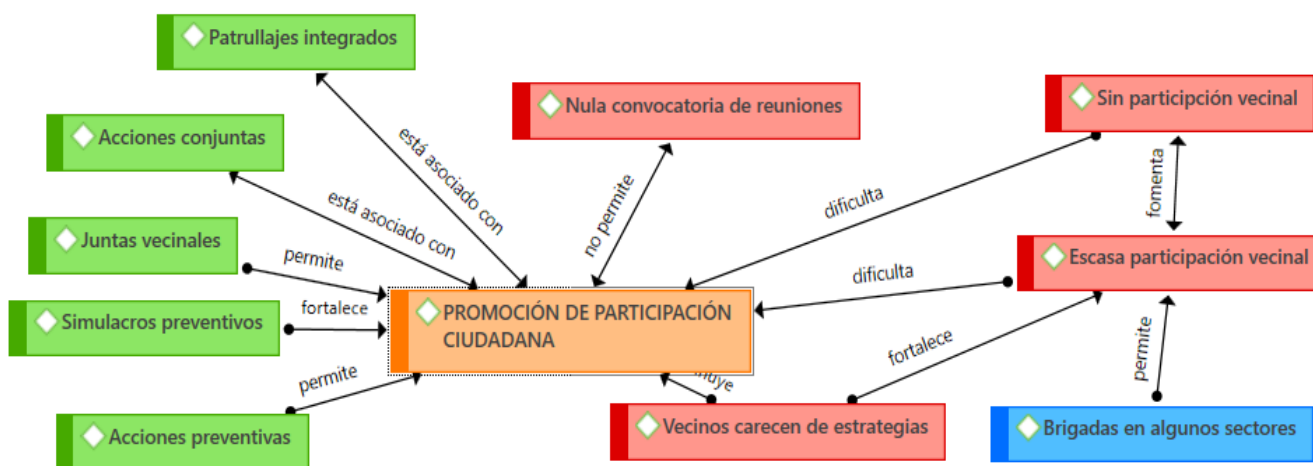 Patrullajes integrados
Nula convocatoria de reuniones
Sin participción vecinal
Acciones conjuntas
está asociado con
está asociado con
no permite
dificulta
fomenta
Juntas vecinales
permite
Escasa participación vecinal
dificulta
Simulacros preventivos
fortalece
PROMOCIÓN DE PARTICIPACIÓN
CIUDADANA
fortalece
permite
permite
Acciones preventivas
Vecinos carecen de estrategias
Brigadas en algunos sectores